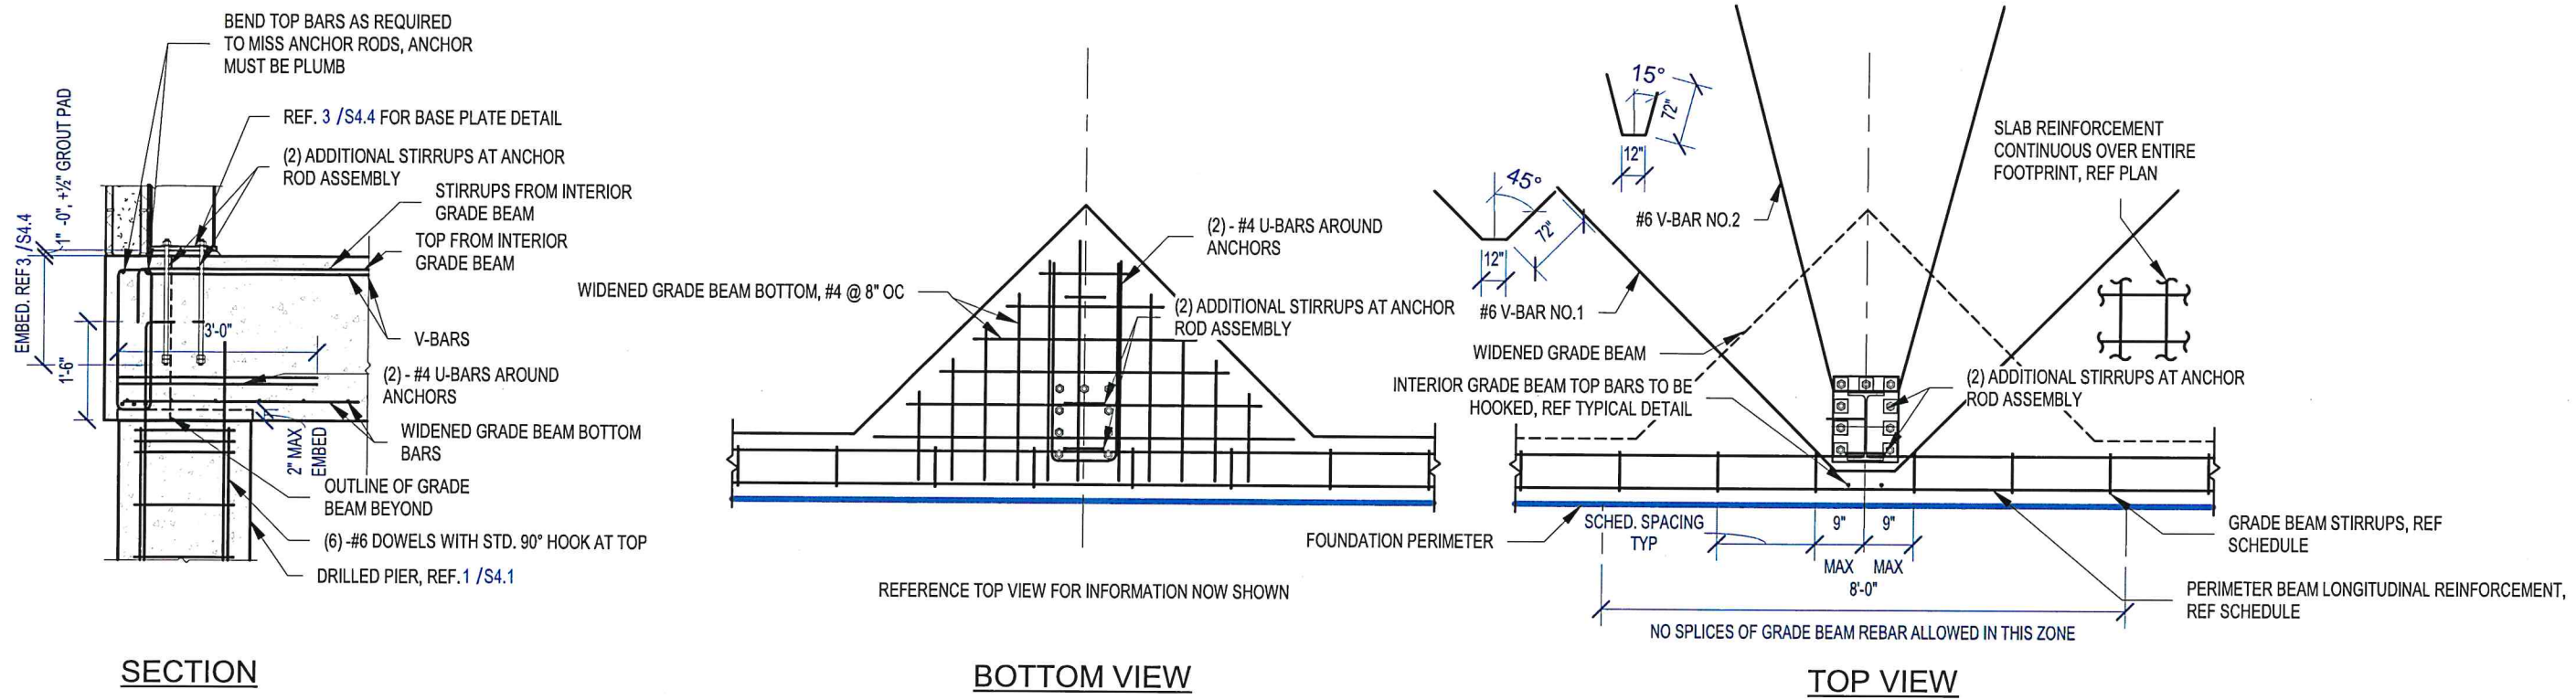 BEND TOP BARS AS REQUIRED
TO MISS ANCHOR RODS, ANCHOR
MUST BE PLUMB
REF. 3 /S4.4 FOR BASE PLATE DETAIL
(2) ADDITIONAL STIRRUPS AT ANCHOR
ROD ASSEMBLY
STIRRUPS FROM INTERIOR
GRADE BEAM
TOP FROM INTERIOR
GRADE BEAM
1" -0", +½" GROUT PAD
EMBED. REF 3 /S4.4
1'-6"
3'-0"
V-BARS
(2) - #4 U-BARS AROUND
ANCHORS
2" MAX
EMBED
WIDENED GRADE BEAM BOTTOM
BARS
OUTLINE OF GRADE
BEAM BEYOND
(6) -#6 DOWELS WITH STD. 90° HOOK AT TOP
DRILLED PIER, REF.1 /S4.1
SECTION
(2) - #4 U-BARS AROUND
ANCHORS
WIDENED GRADE BEAM BOTTOM, #4 @ 8" OC
(2) ADDITIONAL STIRRUPS AT ANCHOR
ROD ASSEMBLY
REFERENCE TOP VIEW FOR INFORMATION NOW SHOWN
BOTTOM VIEW
15°
72"
12"
45°
72"
12"
#6 V-BAR NO.2
#6 V-BAR NO.1
SLAB REINFORCEMENT
CONTINUOUS OVER ENTIRE
FOOTPRINT, REF PLAN
WIDENED GRADE BEAM
INTERIOR GRADE BEAM TOP BARS TO BE
HOOKED, REF TYPICAL DETAIL
(2) ADDITIONAL STIRRUPS AT ANCHOR
ROD ASSEMBLY
FOUNDATION PERIMETER
SCHED. SPACING
TYP
9" 9"
MAX MAX
8'-0"
NO SPLICES OF GRADE BEAM REBAR ALLOWED IN THIS ZONE
GRADE BEAM STIRRUPS, REF
SCHEDULE
PERIMETER BEAM LONGITUDINAL REINFORCEMENT,
REF SCHEDULE
TOP VIEW